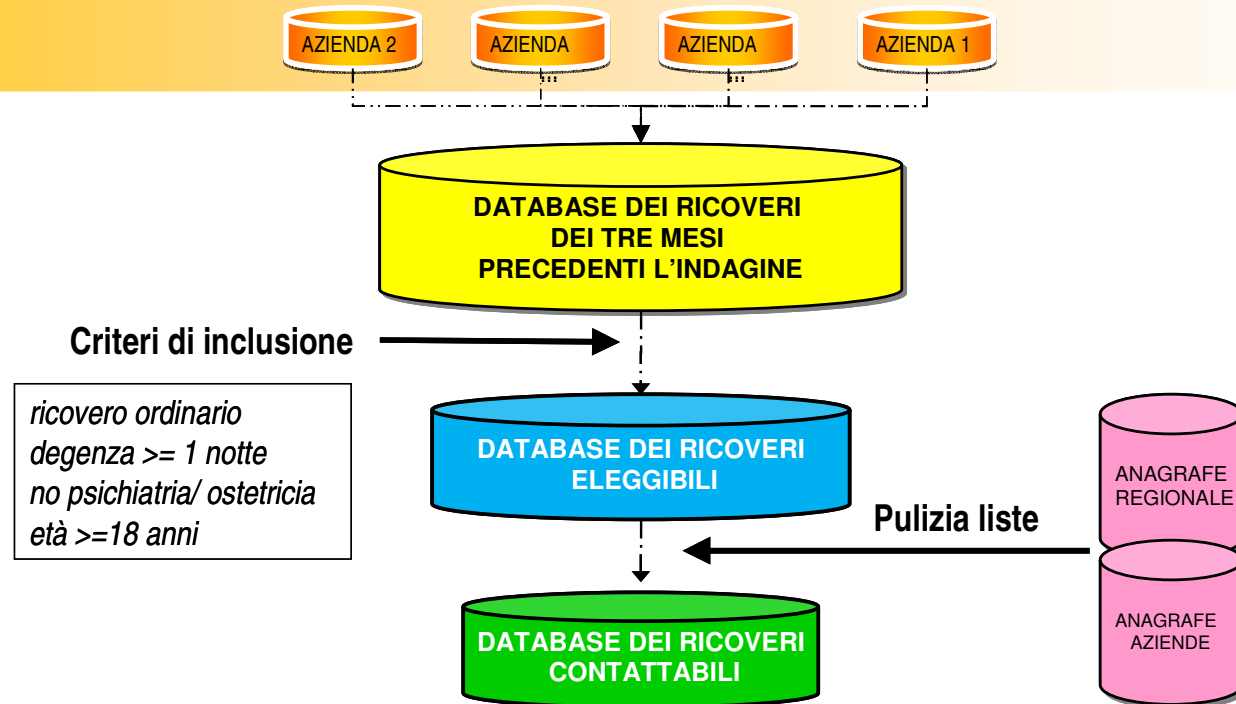 AZIENDA 2
AZIENDA
...
AZIENDA
...
AZIENDA 1
DATABASE DEI RICOVERI
DEI TRE MESI
PRECEDENTI L'INDAGINE
Criteri di inclusione
ricovero ordinario
degenza >= 1 notte
no psichiatria/ ostetricia
età >=18 anni
DATABASE DEI RICOVERI
ELEGGIBILI
ANAGRAFE
REGIONALE
Pulizia liste
ANAGRAFE
AZIENDE
DATABASE DEI RICOVERI
CONTATTABILI